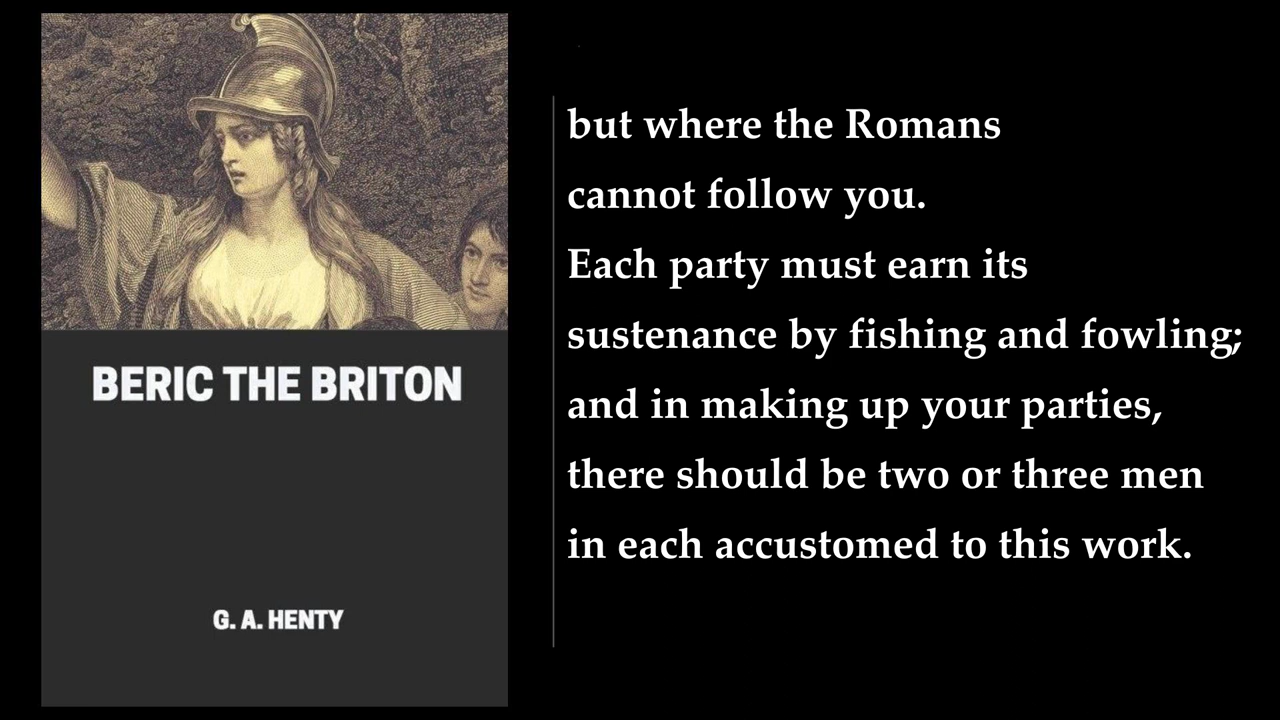 BERIC THE BRITON
G. A. HENTY
but where the Romans
cannot follow you.
Each party must earn its
sustenance by fishing and fowling;
and in making up your parties,
there should be two or three men
in each accustomed to this work.